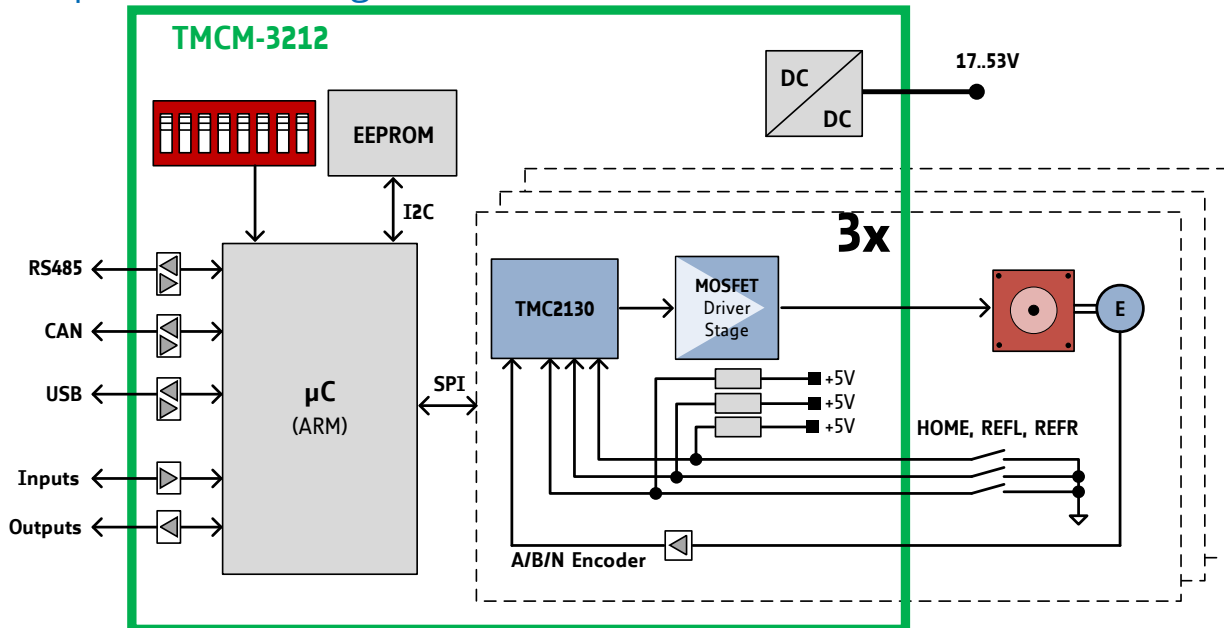 TMCM-3212
17..53V
DC
DC
EEPROM
I2C
3x
RS485
CAN
USB
Inputs
Outputs
µC
(ARM)
SPI
TMC2130
MOSFET
Driver
Stage
E
+5V
+5V
+5V
HOME, REFL, REFR
A/B/N Encoder